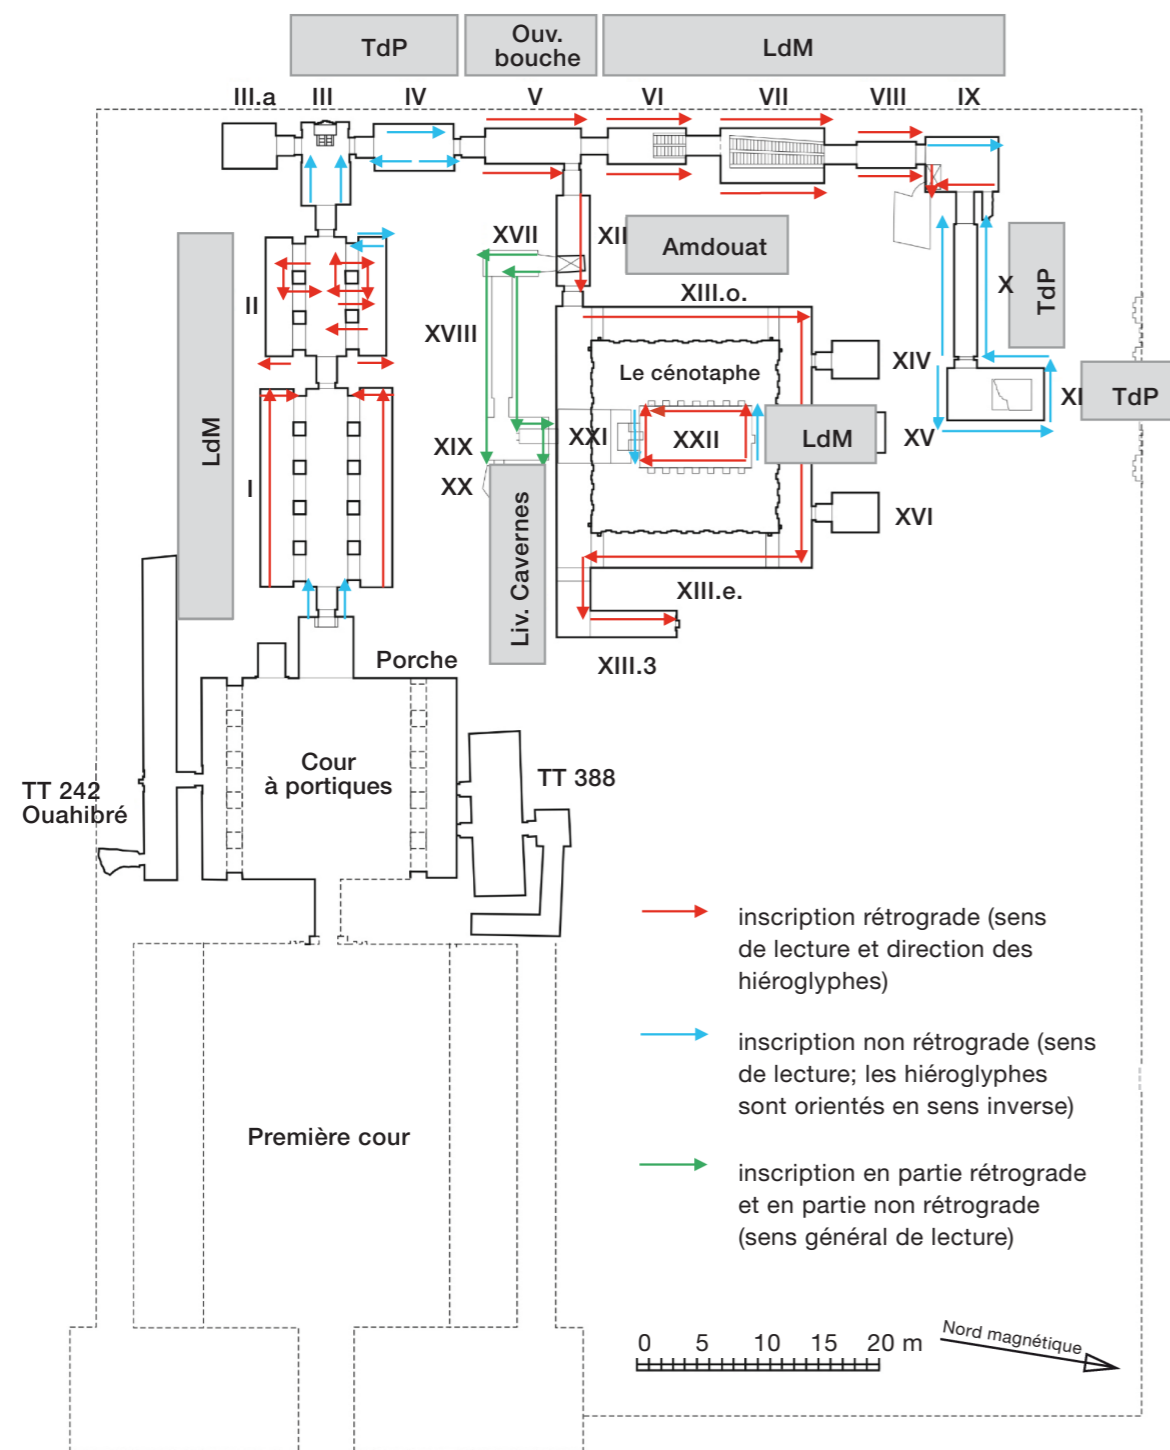 TdP
Ouv.
bouche
LdM
III.a
III
IV
V
VI
VII
VIII
IX
XVII
XII
Amdouat
XIII.o.
X
TdP
LdM
II
XVIII
Le cénotaphe
XIV
XI
TdP
I
XIX
XXI
XXII
LdM
XV
XX
Liv. Cavernes
XVI
XIII.e.
XIII.3
Porche
Cour
à portiques
TT 242
Ouahibré
TT 388
inscription rétrograde (sens
de lecture et direction des
hiéroglyphes)
inscription non rétrograde (sens
de lecture; les hiéroglyphes
sont orientés en sens inverse)
Première cour
inscription en partie rétrograde
et en partie non rétrograde
(sens général de lecture)
0 5 10 15 20 m
Nord magnétique